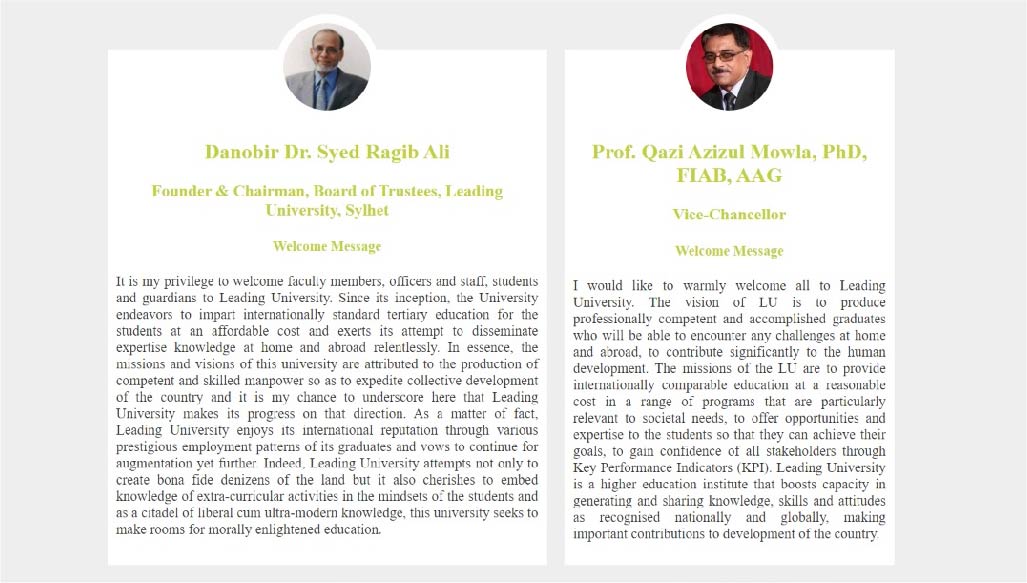 Danobir Dr. Syed Ragib Ali
Founder & Chairman, Board of Trustees, Leading
University, Sylhet
Welcome Message
It is my privilege to welcome faculty members, officers and staff, students
and guardians to Leading University. Since its inception, the University
endeavors to impart internationally standard tertiary education for the
students at an affordable cost and exerts its attempt to disseminate
expertise knowledge at home and abroad relentlessly. In essence, the
missions and visions of this university are attributed to the production of
competent and skilled manpower so as to expedite collective development
of the country and it is my chance to underscore here that Leading
University makes its progress on that direction. As a matter of fact,
Leading University enjoys its international reputation through various
prestigious employment patterns of its graduates and vows to continue for
augmentation yet further. Indeed, Leading University attempts not only to
create bona fide denizens of the land but it also cherishes to embed
knowledge of extra-curricular activities in the mindsets of the students and
as a citadel of liberal cum ultra-modern knowledge, this university seeks to
make rooms for morally enlightened education.
Prof. Qazi Azizul Mowla, PhD,
FIAB, AAG
Vice-Chancellor
Welcome Message
I would like to warmly welcome all to Leading
University. The vision of LU is to produce
professionally competent and accomplished graduates
who will be able to encounter any challenges at home
and abroad, to contribute significantly to the human
development. The missions of the LU are to provide
internationally comparable education at a reasonable
cost in a range of programs that are particularly
relevant to societal needs, to offer opportunities and
expertise to the students so that they can achieve their
goals, to gain confidence of all stakeholders through
Key Performance Indicators (KPI). Leading University
is a higher education institute that boosts capacity in
generating and sharing knowledge, skills and attitudes
as recognised nationally and globally, making
important contributions to development of the country.